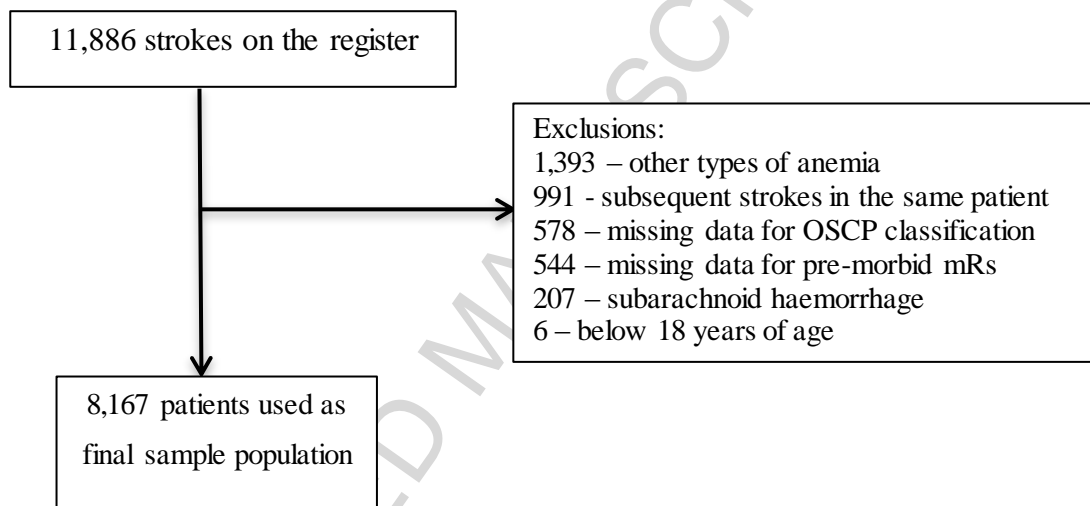 11,886 strokes on the register
Exclusions:
1,393 – other types of anemia
991 - subsequent strokes in the same patient
578 – missing data for OSCP classification
544 – missing data for pre-morbid mRs
207 – subarachnoid haemorrhage
6 – below 18 years of age
8,167 patients used as
final sample population